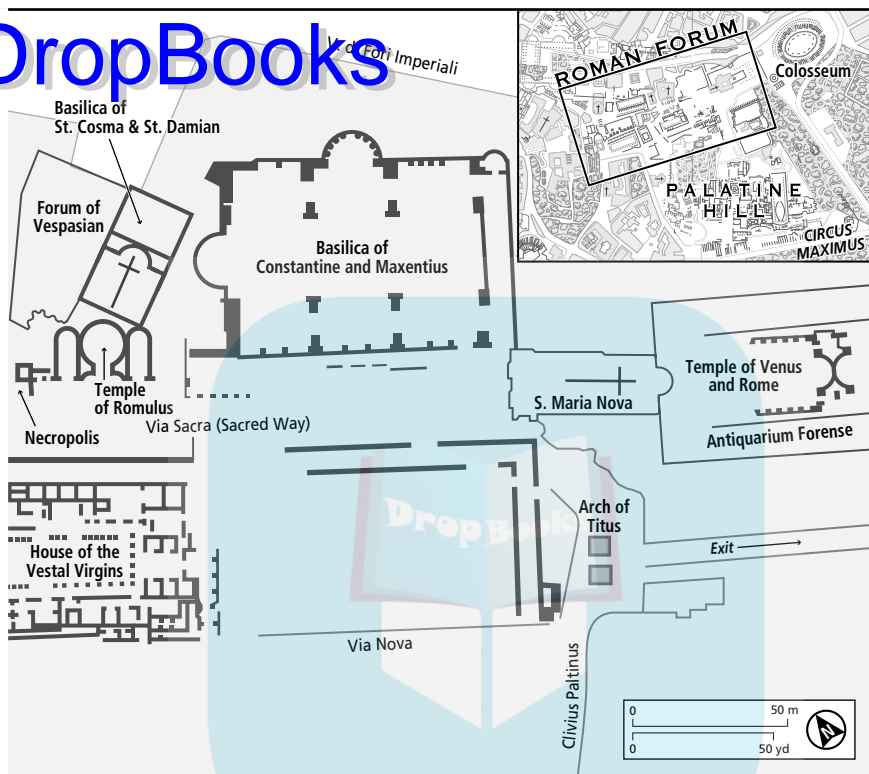 DropBooks
V. d. Fori Imperiali
Basilica of
St. Cosma & St. Damian
Forum of
Vespasian
Basilica of
Constantine and Maxentius
Temple
of Romulus
Necropolis
Via Sacra (Sacred Way)
House of the
Vestal Virgins
Via Nova
DropBooks
S. Maria Nova
Temple of Venus
and Rome
Antiquarium Forense
Arch of
Titus
Exit
Clivius Paltinus
ROMAN FORUM
Colosseum
PALATINE
HILL
CIRCUS
MAXIMUS
0 50 m
0 50 yd
N